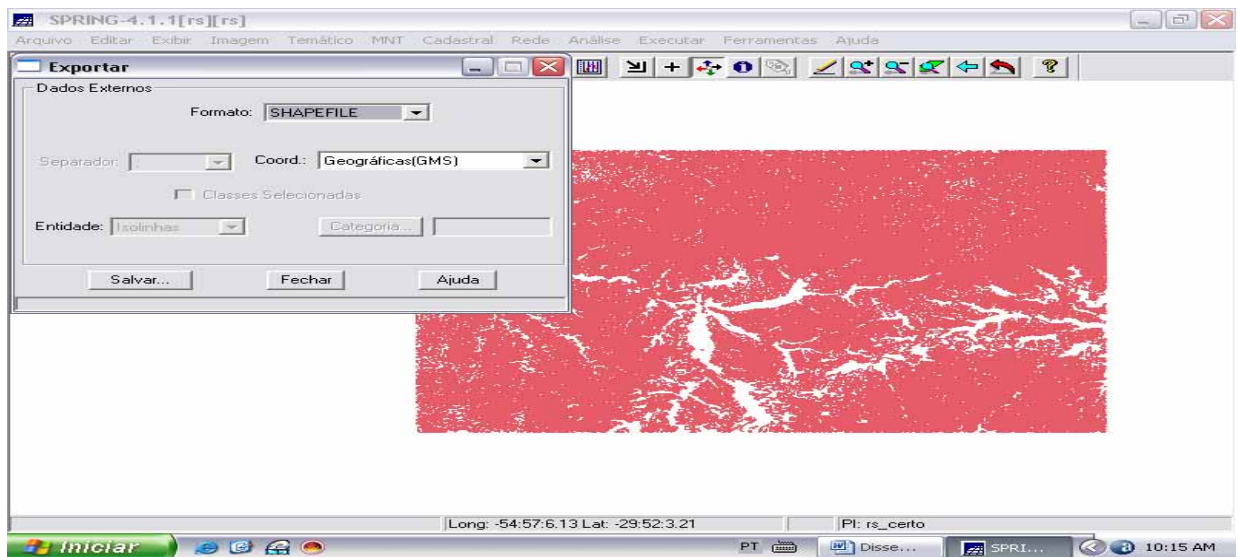 SPRING-4.1.1[rs][rs]
Arquivo Editar Exibir Imagem Temático MNT Cadastral Rede Análise Executar Ferramentas Ajuda
Exportar
Dados Externos
Formato: SHAPEFILE
Separador: Coord.: Geográficas(GMS)
Classes Selecionadas
Entidade: Isolinhas Categoria...
Salvar... Fechar Ajuda
Long: -54:57:6.13 Lat: -29:52:3.21 PI: rs_certo
Iniciar PT Disse... SPRI... 10:15 AM